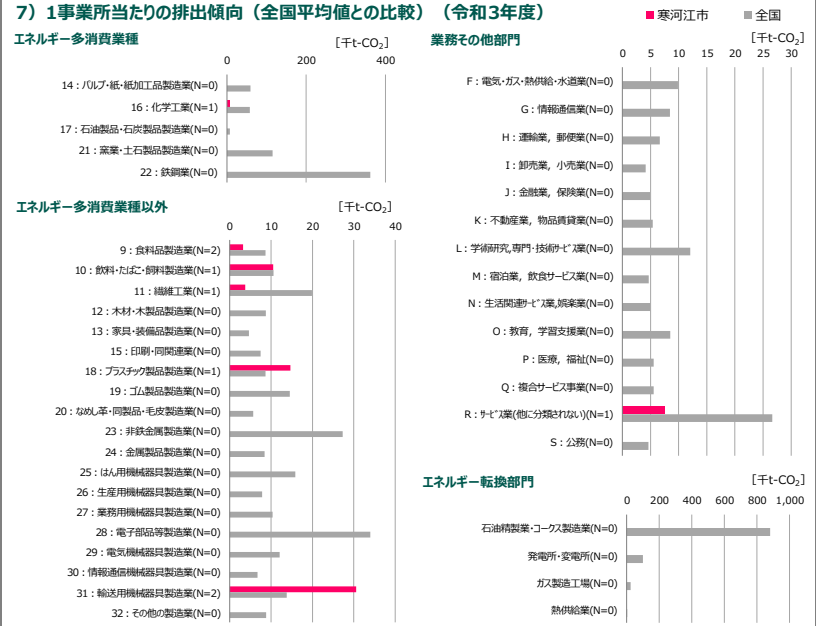 7）1事業所当たりの排出傾向（全国平均値との比較）（令和3年度）
■寒河江市 ■全国
エネルギー多消費業種
［千t-CO₂］
0 200 400
14：パルプ・紙・紙加工品製造業(N=0)
16：化学工業(N=1)
17：石油製品・石炭製品製造業(N=0)
21：窯業・土石製品製造業(N=0)
22：鉄鋼業(N=0)
エネルギー多消費業種以外
［千t-CO₂］
0 10 20 30 40
9：食料品製造業(N=2)
10：飲料・たばこ・飼料製造業(N=1)
11：繊維工業(N=1)
12：木材・木製品製造業(N=0)
13：家具・装備品製造業(N=0)
15：印刷・同関連業(N=0)
18：プラスチック製品製造業(N=1)
19：ゴム製品製造業(N=0)
20：なめし革・同製品・毛皮製造業(N=0)
23：非鉄金属製造業(N=0)
24：金属製品製造業(N=0)
25：はん用機械器具製造業(N=0)
26：生産用機械器具製造業(N=0)
27：業務用機械器具製造業(N=0)
28：電子部品等製造業(N=0)
29：電気機械器具製造業(N=0)
30：情報通信機械器具製造業(N=0)
31：輸送用機械器具製造業(N=2)
32：その他の製造業(N=0)
業務その他部門
［千t-CO₂］
0 5 10 15 20 25 30
F：電気・ガス・熱供給・水道業(N=0)
G：情報通信業(N=0)
H：運輸業，郵便業(N=0)
I：卸売業，小売業(N=0)
J：金融業，保険業(N=0)
K：不動産業，物品賃貸業(N=0)
L：学術研究,専門・技術サービス業(N=0)
M：宿泊業，飲食サービス業(N=0)
N：生活関連サービス業,娯楽業(N=0)
O：教育，学習支援業(N=0)
P：医療，福祉(N=0)
Q：複合サービス事業(N=0)
R：サービス業(他に分類されない)(N=1)
S：公務(N=0)
エネルギー転換部門
［千t-CO₂］
0 200 400 600 800 1,000
石油精製業・コークス製造業(N=0)
発電所・変電所(N=0)
ガス製造工場(N=0)
熱供給業(N=0)